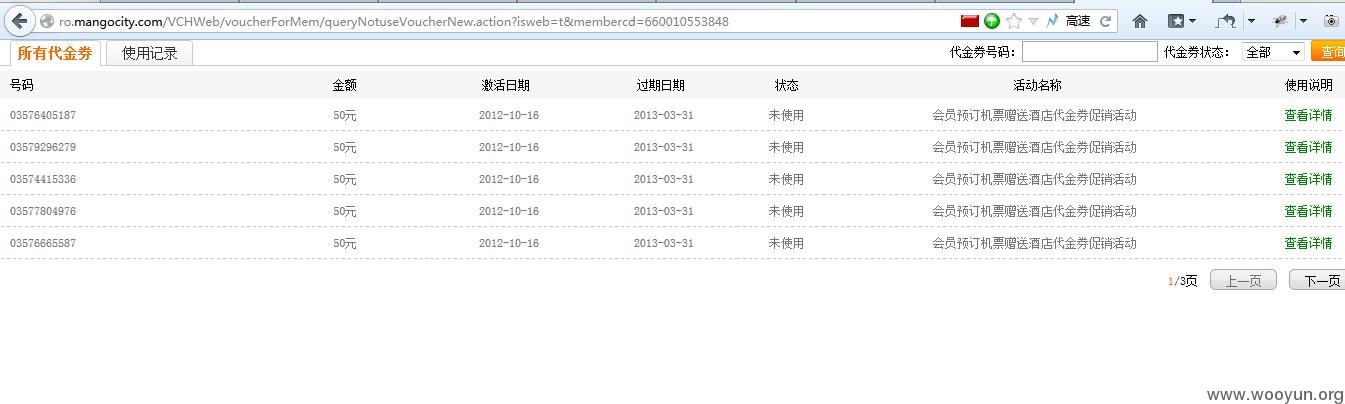 ro.mangocity.com/VCHWeb/voucherForMem/queryNotuseVoucherNew.action?isweb=t&membercd=660010553848 高速
所有代金券 使用记录 代金券号码： 代金券状态： 全部 查询
号码 金额 激活日期 过期日期 状态 活动名称 使用说明
03576405187 50元 2012-10-16 2013-03-31 未使用 会员预订机票赠送酒店代金券促销活动 查看详情
03579296279 50元 2012-10-16 2013-03-31 未使用 会员预订机票赠送酒店代金券促销活动 查看详情
03574415336 50元 2012-10-16 2013-03-31 未使用 会员预订机票赠送酒店代金券促销活动 查看详情
03577804976 50元 2012-10-16 2013-03-31 未使用 会员预订机票赠送酒店代金券促销活动 查看详情
03576665587 50元 2012-10-16 2013-03-31 未使用 会员预订机票赠送酒店代金券促销活动 查看详情
1/3页 上一页 下一页
www.wooyun.org